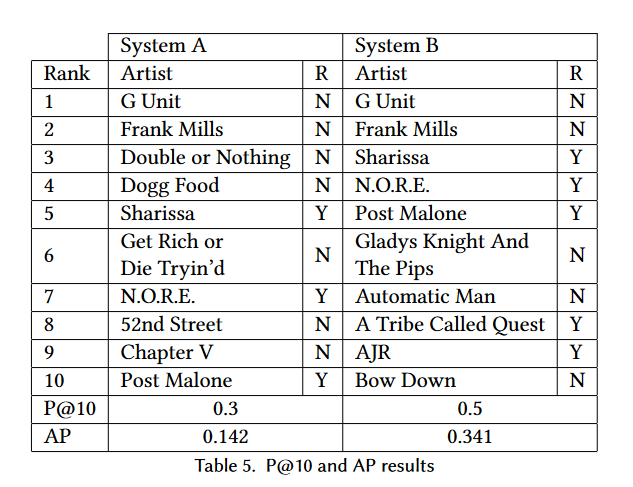 System A System B
Rank Artist R Artist R
1 G Unit N G Unit N
2 Frank Mills N Frank Mills N
3 Double or Nothing N Sharissa Y
4 Dogg Food N N.O.R.E. Y
5 Sharissa Y Post Malone Y
6 Get Rich or Die Tryin'd N Gladys Knight And The Pips N
7 N.O.R.E. Y Automatic Man N
8 52nd Street N A Tribe Called Quest Y
9 Chapter V N AJR Y
10 Post Malone Y Bow Down N
P@10 0.3 0.5
AP 0.142 0.341
Table 5. P@10 and AP results